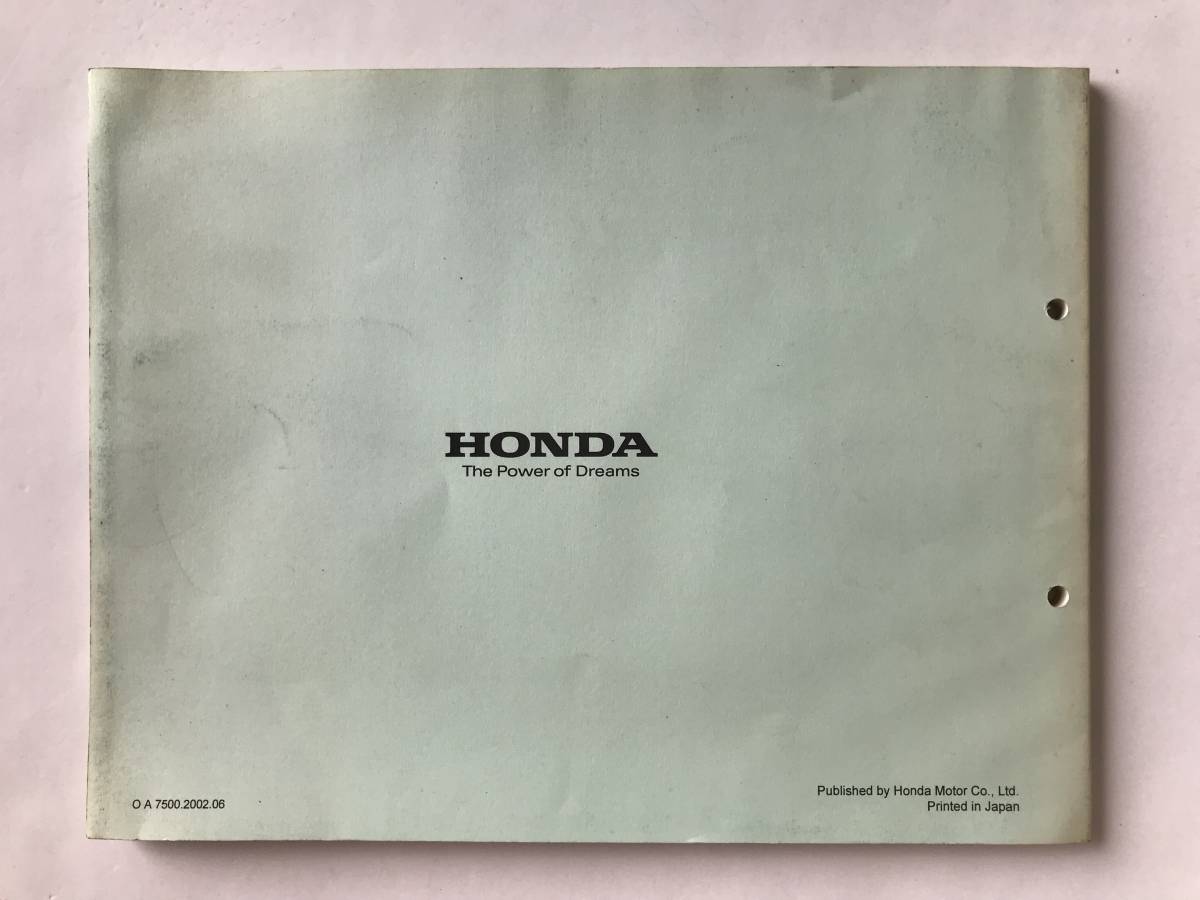 HONDA
The Power of Dreams
O A 7500.2002.06
Published by Honda Motor Co., Ltd.
Printed in Japan